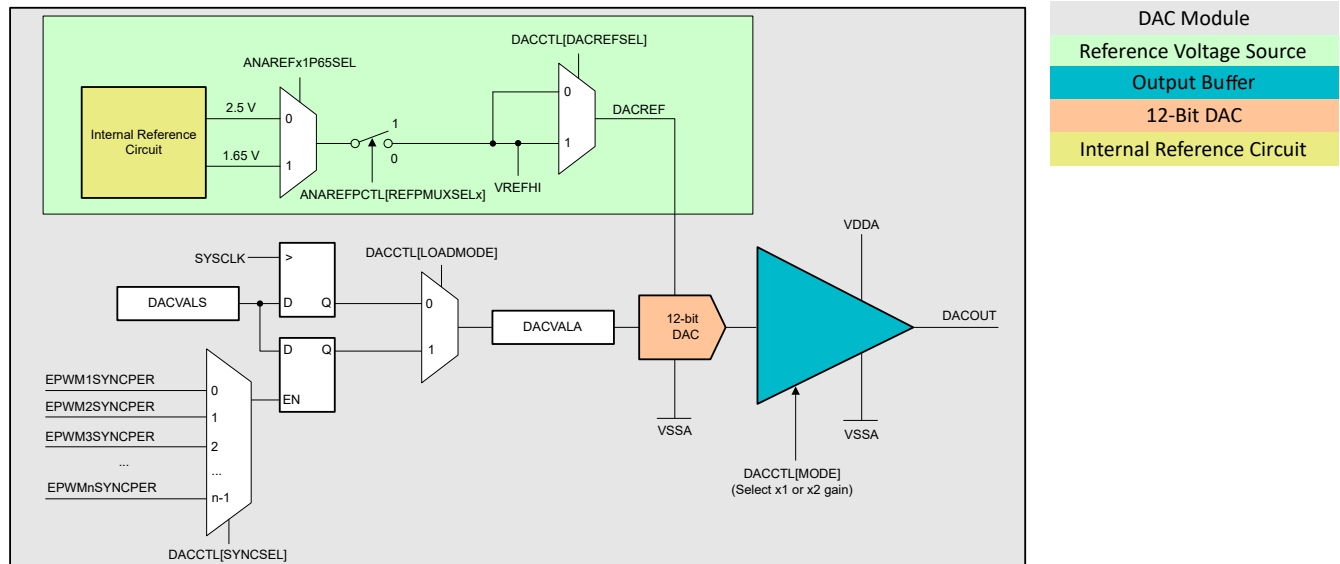 DACCTL[DACREFSEL]
ANAREFx1P65SEL
Internal Reference
Circuit
2.5 V
0
1.65 V
1
1
0
ANAREFPCTL[REFPMUXSELx]
VREFHI
0
1
DACREF
SYSCLK
>
DACVALS
D
Q
D
Q
EN
DACCTL[LOADMODE]
0
1
DACVALA
12-bit
DAC
VSSA
VDDA
VSSA
DACOUT
DACCTL[MODE]
(Select x1 or x2 gain)
EPWM1SYNCPER
0
EPWM2SYNCPER
1
EPWM3SYNCPER
2
...
...
EPWMnSYNCPER
n-1
DACCTL[SYNCSEL]
DAC Module
Reference Voltage Source
Output Buffer
12-Bit DAC
Internal Reference Circuit